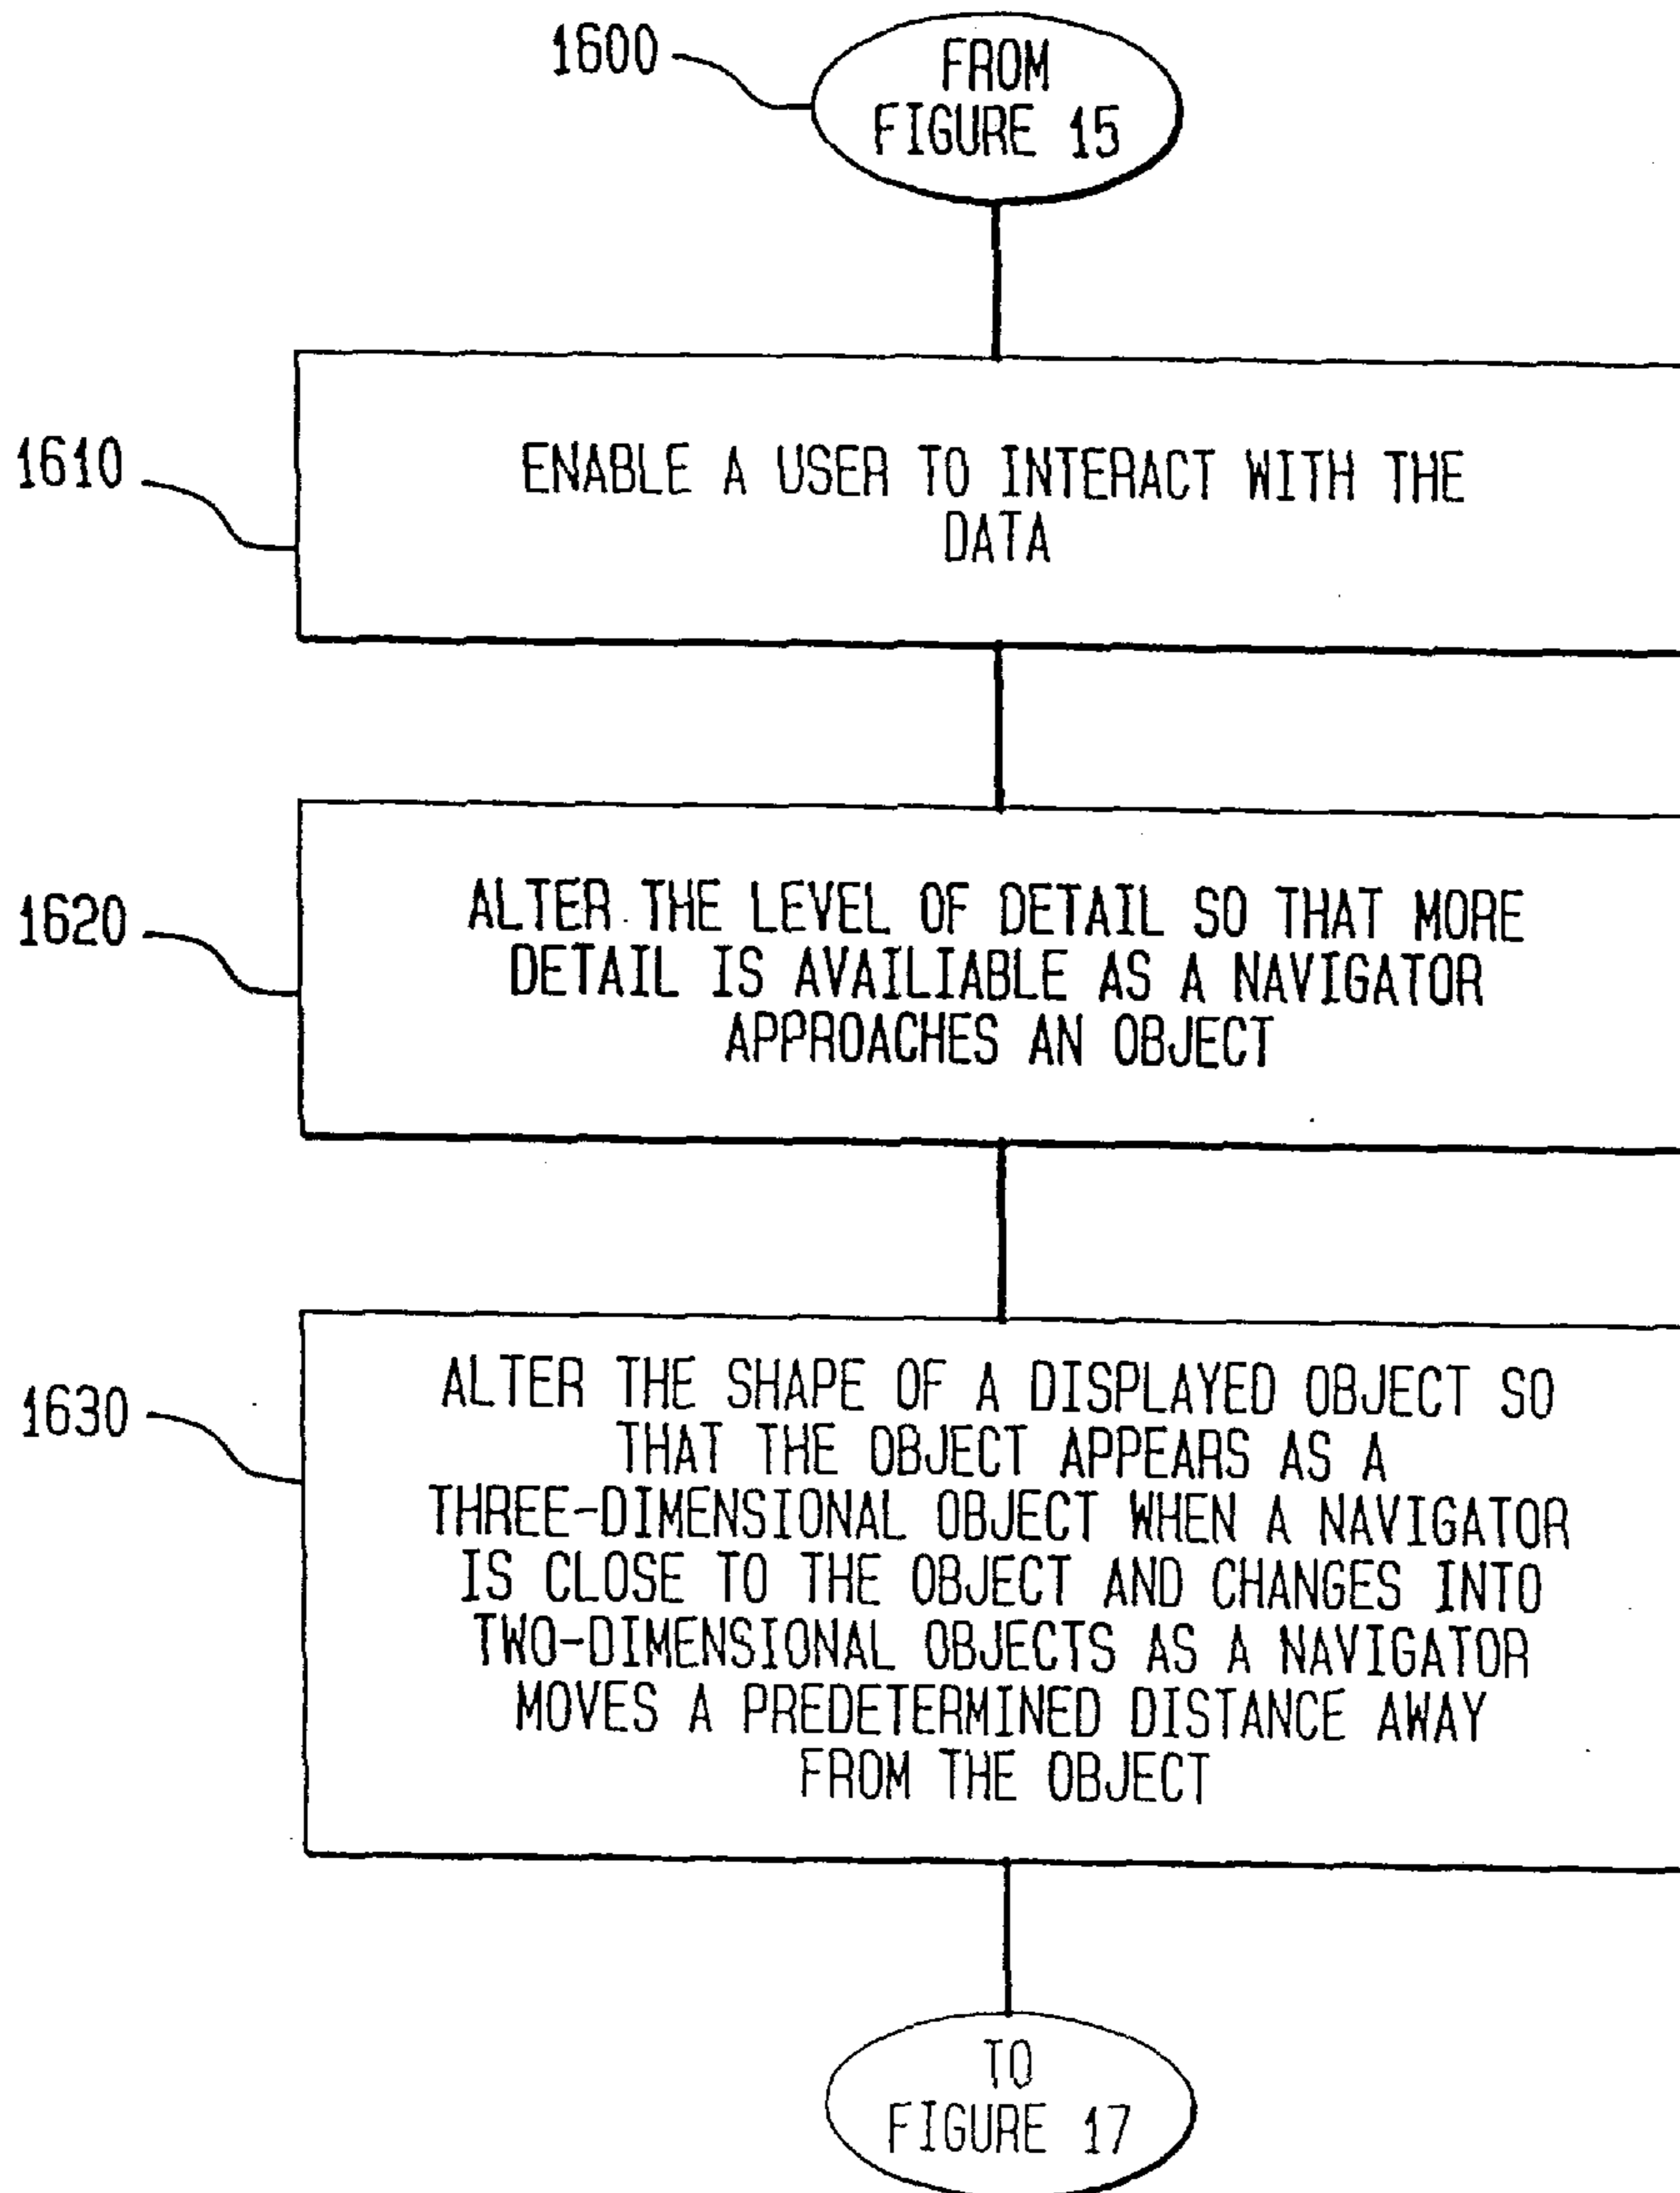 1600
FROM
FIGURE 15
1610
ENABLE A USER TO INTERACT WITH THE
DATA
1620
ALTER THE LEVEL OF DETAIL SO THAT MORE
DETAIL IS AVAILIABLE AS A NAVIGATOR
APPROACHES AN OBJECT
1630
ALTER THE SHAPE OF A DISPLAYED OBJECT SO
THAT THE OBJECT APPEARS AS A
THREE-DIMENSIONAL OBJECT WHEN A NAVIGATOR
IS CLOSE TO THE OBJECT AND CHANGES INTO
TWO-DIMENSIONAL OBJECTS AS A NAVIGATOR
MOVES A PREDETERMINED DISTANCE AWAY
FROM THE OBJECT
TO
FIGURE 17